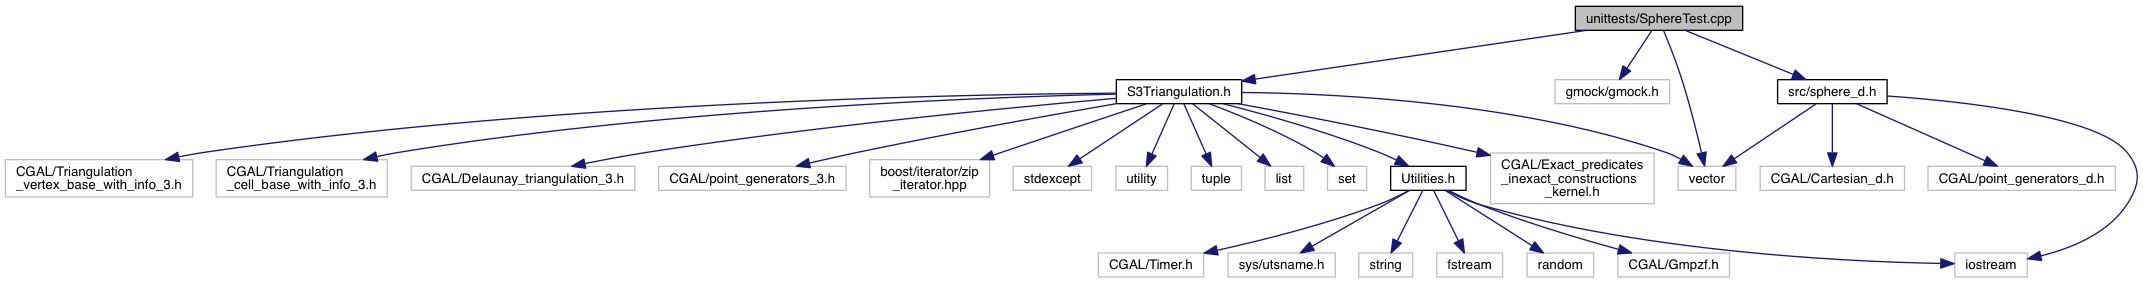 unittests/SphereTest.cpp
S3Triangulation.h
gmock/gmock.h
src/sphere_d.h
CGAL/Triangulation
_vertex_base_with_info_3.h
CGAL/Triangulation
_cell_base_with_info_3.h
CGAL/Delaunay_triangulation_3.h
CGAL/point_generators_3.h
boost/iterator/zip
_iterator.hpp
stdexcept
utility
tuple
list
set
Utilities.h
CGAL/Exact_predicates
_inexact_constructions
_kernel.h
vector
CGAL/Cartesian_d.h
CGAL/point_generators_d.h
CGAL/Timer.h
sys/utsname.h
string
fstream
random
CGAL/Gmpzf.h
iostream